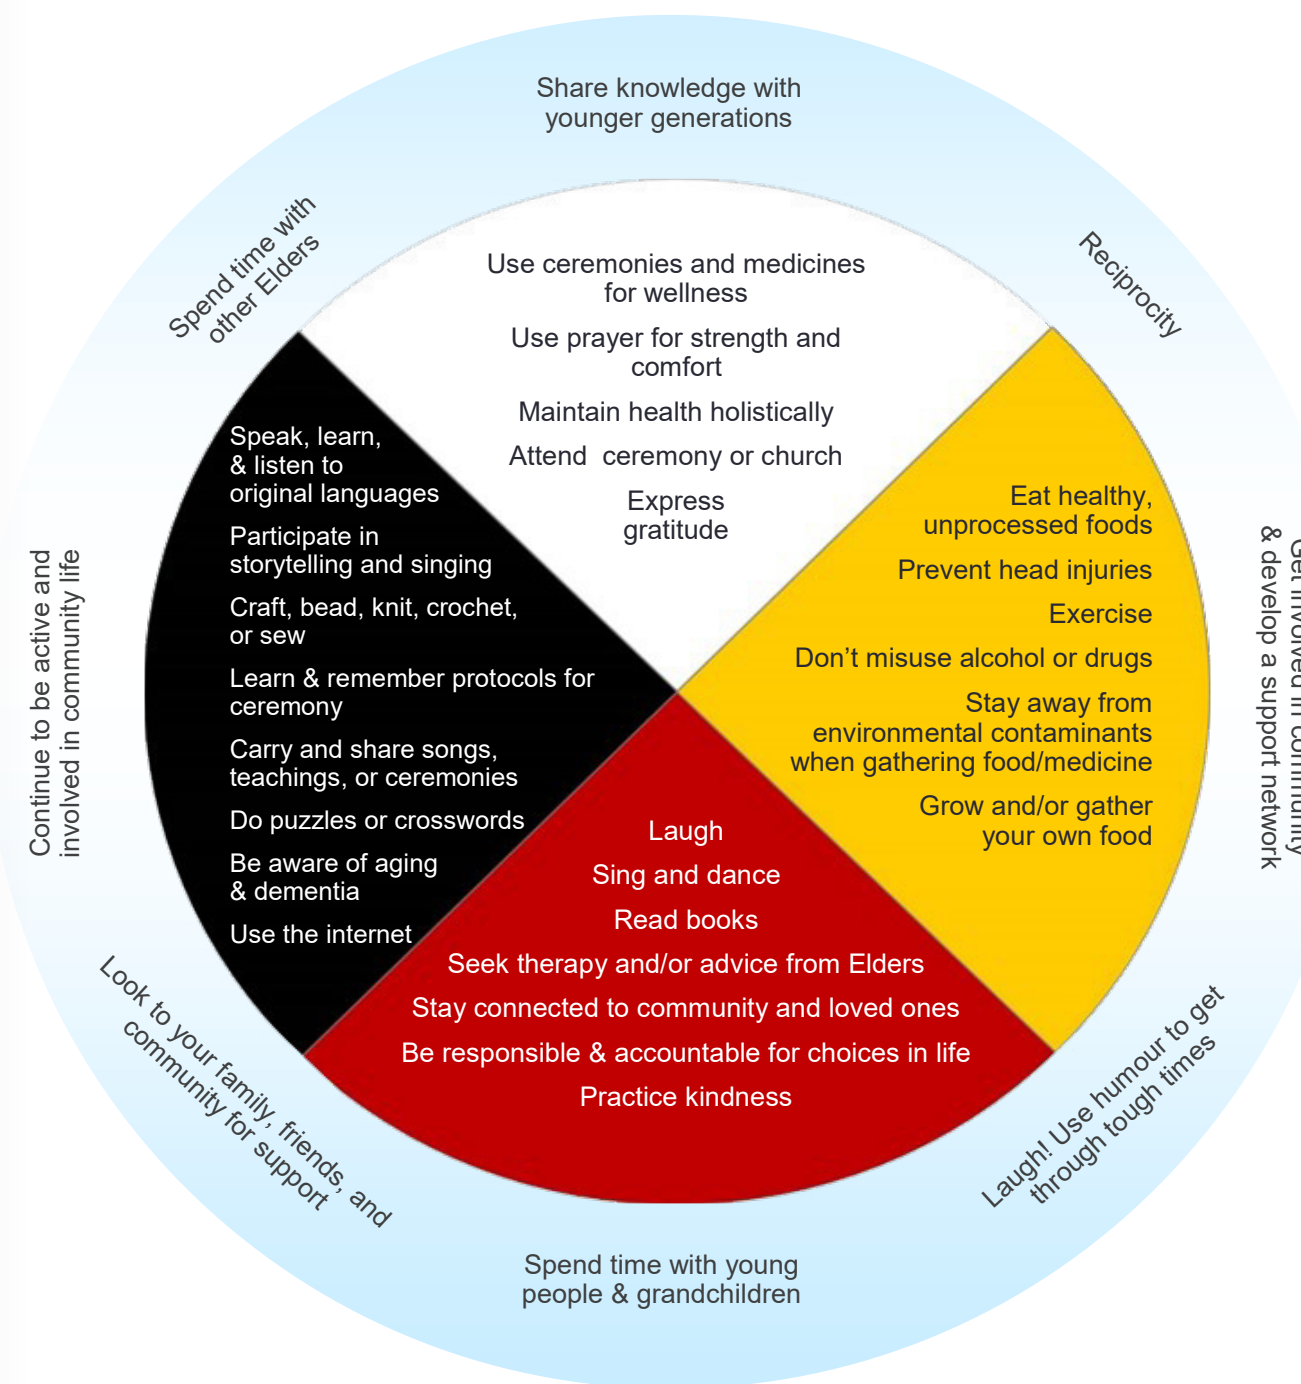 Share knowledge with
younger generations
Spend time with
other Elders
Reciprocity
Use ceremonies and medicines
for wellness
Use prayer for strength and
comfort
Maintain health holistically
Attend ceremony or church
Express
gratitude
Speak, learn,
& listen to
original languages
Participate in
storytelling and singing
Craft, bead, knit, crochet,
or sew
Learn & remember protocols for
ceremony
Carry and share songs,
teachings, or ceremonies
Do puzzles or crosswords
Be aware of aging
& dementia
Use the internet
Eat healthy,
unprocessed foods
Prevent head injuries
Exercise
Don’t misuse alcohol or drugs
Stay away from
environmental contaminants
when gathering food/medicine
Grow and/or gather
your own food
Laugh
Sing and dance
Read books
Seek therapy and/or advice from Elders
Stay connected to community and loved ones
Be responsible & accountable for choices in life
Practice kindness
Continue to be active and
involved in community life
Get involved in community
& develop a support network
Look to your family, friends, and
community for support
Laugh! Use humour to get
through tough times
Spend time with young
people & grandchildren